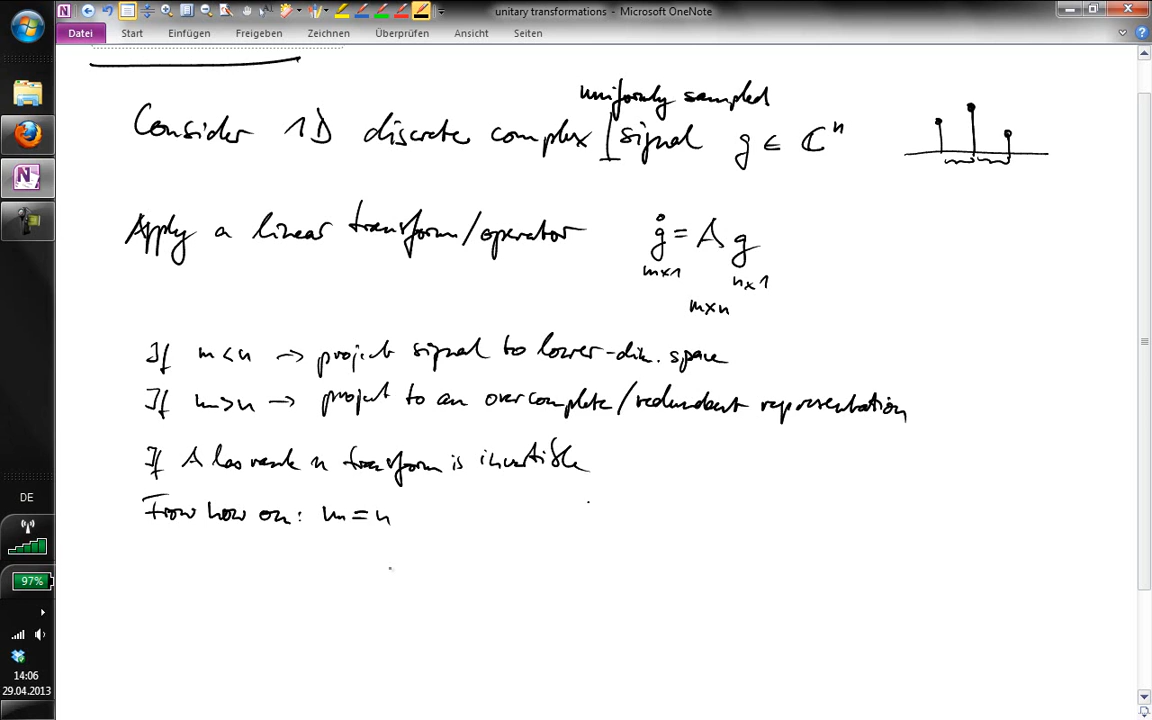 unitary transformations - Microsoft OneNote
Datei Start Einfügen Freigeben Zeichnen Überprüfen Ansicht Seiten
uniformly sampled
Consider 1D discrete complex signal g ∈ ℂⁿ
Apply a linear transform/operator g̊ = A g
m×1 n×1
m×n
If m<n → project signal to lower-dim. space
If m>n → project to an overcomplete/redundant representation
If A has rank n transform is invertible
From now on: m=n
DE
97%
14:06
29.04.2013